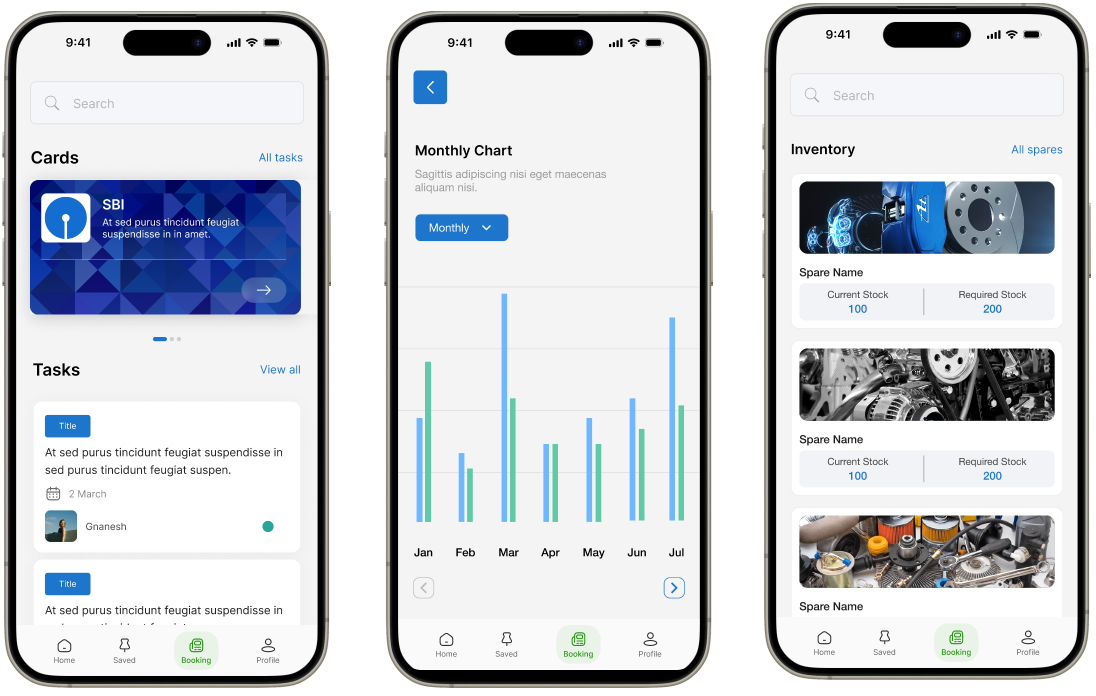 9:41
Search
Cards
All tasks
SBI
At sed purus tincidunt feugiat
suspendisse in in amet.
Tasks
View all
Title
At sed purus tincidunt feugiat suspendisse in
sed purus tincidunt feugiat suspen.
2 March
Gnanesh
Title
At sed purus tincidunt feugiat suspendisse in
Home
Saved
Booking
Profile
9:41
Monthly Chart
Sagittis adipiscing nisi eget maecenas
aliquam nisi.
Monthly
Jan Feb Mar Apr May Jun Jul
Home
Saved
Booking
Profile
9:41
Search
Inventory
All spares
Spare Name
Current Stock Required Stock
100 200
Spare Name
Current Stock Required Stock
100 200
Spare Name
Home
Saved
Booking
Profile